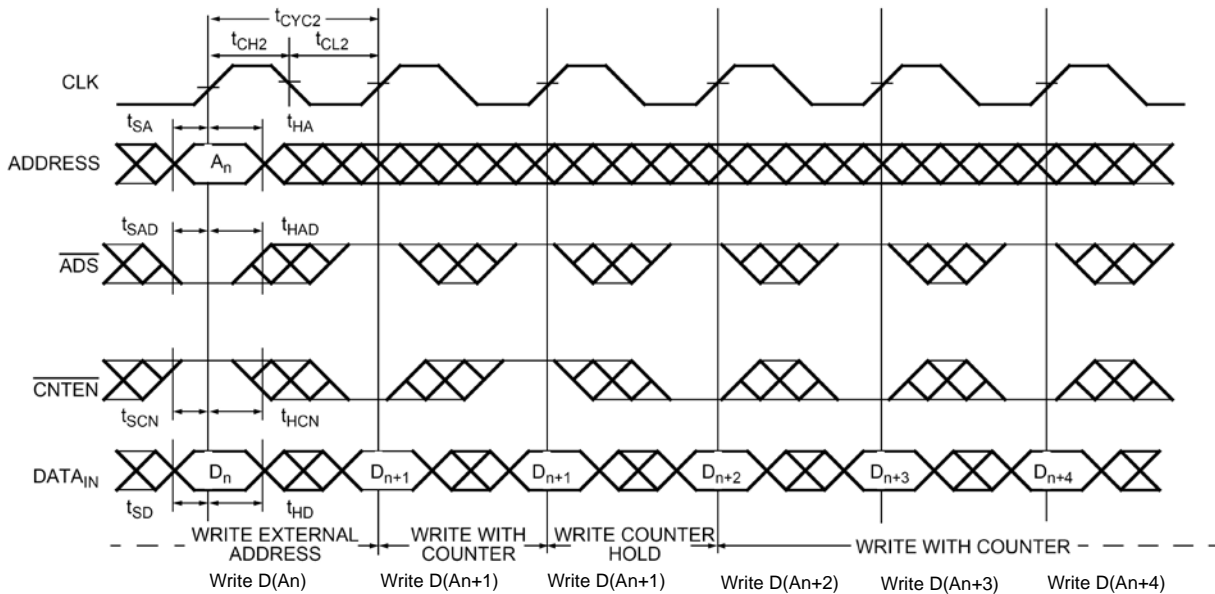 tCYC2
tCH2 tCL2
CLK
tSA tHA
ADDRESS An
tSAD tHAD
ADS
CNTEN
tSCN tHCN
DATAIN Dn Dn+1 Dn+1 Dn+2 Dn+3 Dn+4
tSD tHD
WRITE EXTERNAL ADDRESS
WRITE WITH COUNTER
WRITE COUNTER HOLD
WRITE WITH COUNTER
Write D(An) Write D(An+1) Write D(An+1) Write D(An+2) Write D(An+3) Write D(An+4)